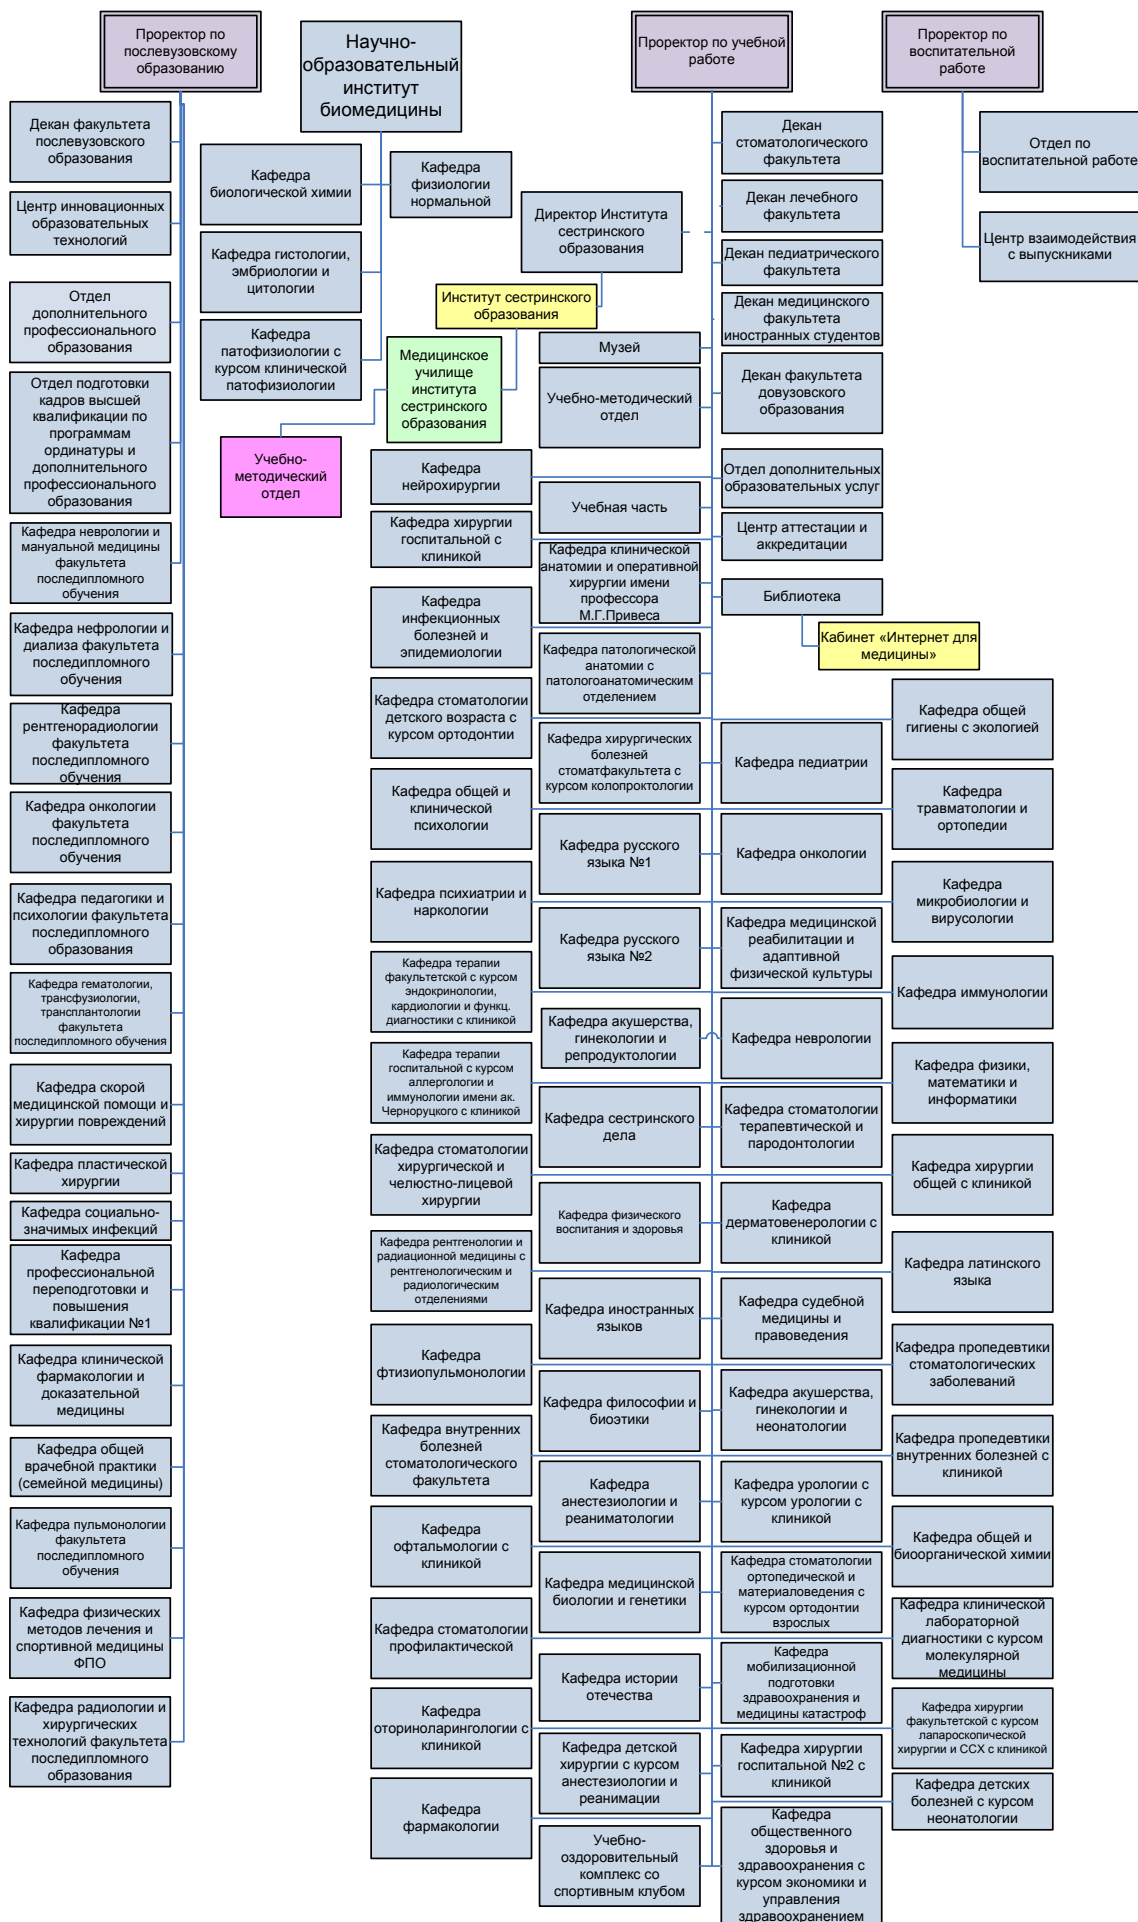 Проректор по
послевузовскому
образованию
Научно-
образовательный
институт
биомедицины
Проректор по учебной
работе
Проректор по
воспитательной
работе
Декан факультета
послевузовского
образования
Центр инновационных
образовательных
технологий
Отдел
дополнительного
профессионального
образования
Отдел подготовки
кадров высшей
квалификации по
программам
ординатуры и
дополнительного
профессионального
образования
Кафедра неврологии и
мануальной медицины
факультета
последипломного
обучения
Кафедра нефрологии и
диализа факультета
последипломного
обучения
Кафедра
рентгенорадиологии
факультета
последипломного
обучения
Кафедра онкологии
факультета
последипломного
обучения
Кафедра педагогики и
психологии факультета
последипломного
образования
Кафедра гематологии,
трансфузиологии,
трансплантологии
факультета
последипломного обучения
Кафедра скорой
медицинской помощи и
хирургии повреждений
Кафедра пластической
хирургии
Кафедра социально-
значимых инфекций
Кафедра
профессиональной
переподготовки и
повышения
квалификации №1
Кафедра клинической
фармакологии и
доказательной
медицины
Кафедра общей
врачебной практики
(семейной медицины)
Кафедра пульмонологии
факультета
последипломного
обучения
Кафедра физических
методов лечения и
спортивной медицины
ФПО
Кафедра радиологии и
хирургических
технологий факультета
последипломного
образования
Кафедра
биологической химии
Кафедра
физиологии
нормальной
Кафедра гистологии,
эмбриологии и
цитологии
Кафедра
патофизиологии с
курсом клинической
патофизиологии
Директор Института
сестринского
образования
Институт сестринского
образования
Медицинское
училище
института
сестринского
образования
Учебно-
методический
отдел
Музей
Учебно-методический
отдел
Кафедра
нейрохирургии
Учебная часть
Кафедра хирургии
госпитальной с
клиникой
Кафедра клинической
анатомии и оперативной
хирургии имени
профессора
М.Г.Привеса
Кафедра
инфекционных
болезней и
эпидемиологии
Кафедра патологической
анатомии с
патологоанатомическим
отделением
Кафедра стоматологии
детского возраста с
курсом ортодонтии
Кафедра хирургических
болезней
стоматфакультета с
курсом колопроктологии
Кафедра общей и
клинической
психологии
Кафедра русского
языка №1
Кафедра психиатрии и
наркологии
Кафедра русского
языка №2
Кафедра терапии
факультетской с курсом
эндокринологии,
кардиологии и функц.
диагностики с клиникой
Кафедра акушерства,
гинекологии и
репродуктологии
Кафедра терапии
госпитальной с курсом
аллергологии и
иммунологии имени ак.
Черноруцкого с клиникой
Кафедра сестринского
дела
Кафедра стоматологии
хирургической и
челюстно-лицевой
хирургии
Кафедра физического
воспитания и здоровья
Кафедра рентгенологии и
радиационной медицины с
рентгенологическим и
радиологическим
отделениями
Кафедра иностранных
языков
Кафедра
фтизиопульмонологии
Кафедра философии и
биоэтики
Кафедра внутренних
болезней
стоматологического
факультета
Кафедра
анестезиологии и
реаниматологии
Кафедра
офтальмологии с
клиникой
Кафедра медицинской
биологии и генетики
Кафедра стоматологии
профилактической
Кафедра истории
отечества
Кафедра
оториноларингологии с
клиникой
Кафедра детской
хирургии с курсом
анестезиологии и
реанимации
Кафедра
фармакологии
Учебно-
оздоровительный
комплекс со
спортивным клубом
Декан
стоматологического
факультета
Декан лечебного
факультета
Декан педиатрического
факультета
Декан медицинского
факультета
иностранных студентов
Декан факультета
довузовского
образования
Отдел дополнительных
образовательных услуг
Центр аттестации и
аккредитации
Библиотека
Кабинет «Интернет для
медицины»
Кафедра педиатрии
Кафедра онкологии
Кафедра медицинской
реабилитации и
адаптивной
физической культуры
Кафедра неврологии
Кафедра стоматологии
терапевтической и
пародонтологии
Кафедра
дерматовенерологии с
клиникой
Кафедра судебной
медицины и
правоведения
Кафедра акушерства,
гинекологии и
неонатологии
Кафедра урологии с
курсом урологии с
клиникой
Кафедра стоматологии
ортопедической и
материаловедения с
курсом ортодонтии
взрослых
Кафедра
мобилизационной
подготовки
здравоохранения и
медицины катастроф
Кафедра хирургии
госпитальной №2 с
клиникой
Кафедра
общественного
здоровья и
здравоохранения с
курсом экономики и
управления
здравоохранением
Отдел по
воспитательной работе
Центр взаимодействия
с выпускниками
Кафедра общей
гигиены с экологией
Кафедра
травматологии и
ортопедии
Кафедра
микробиологии и
вирусологии
Кафедра иммунологии
Кафедра физики,
математики и
информатики
Кафедра хирургии
общей с клиникой
Кафедра латинского
языка
Кафедра пропедевтики
стоматологических
заболеваний
Кафедра пропедевтики
внутренних болезней с
клиникой
Кафедра общей и
биоорганической химии
Кафедра клинической
лабораторной
диагностики с курсом
молекулярной
медицины
Кафедра хирургии
факультетской с курсом
лапароскопической
хирургии и ССХ с клиникой
Кафедра детских
болезней с курсом
неонатологии